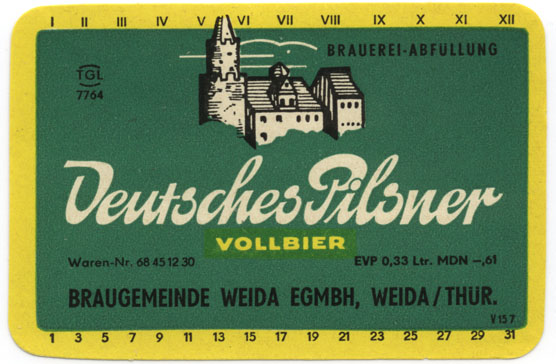 I II III IV V VI VII VIII IX X XI XII
BRAUEREI-ABFÜLLUNG
TGL
7764
Deutsches Pilsner
VOLLBIER
Waren-Nr. 68 45 12 30 EVP 0,33 Ltr. MDN –,61
BRAUGEMEINDE WEIDA EGMBH, WEIDA/THÜR.
V 15 7
1 3 5 7 9 11 13 15 17 19 21 23 25 27 29 31